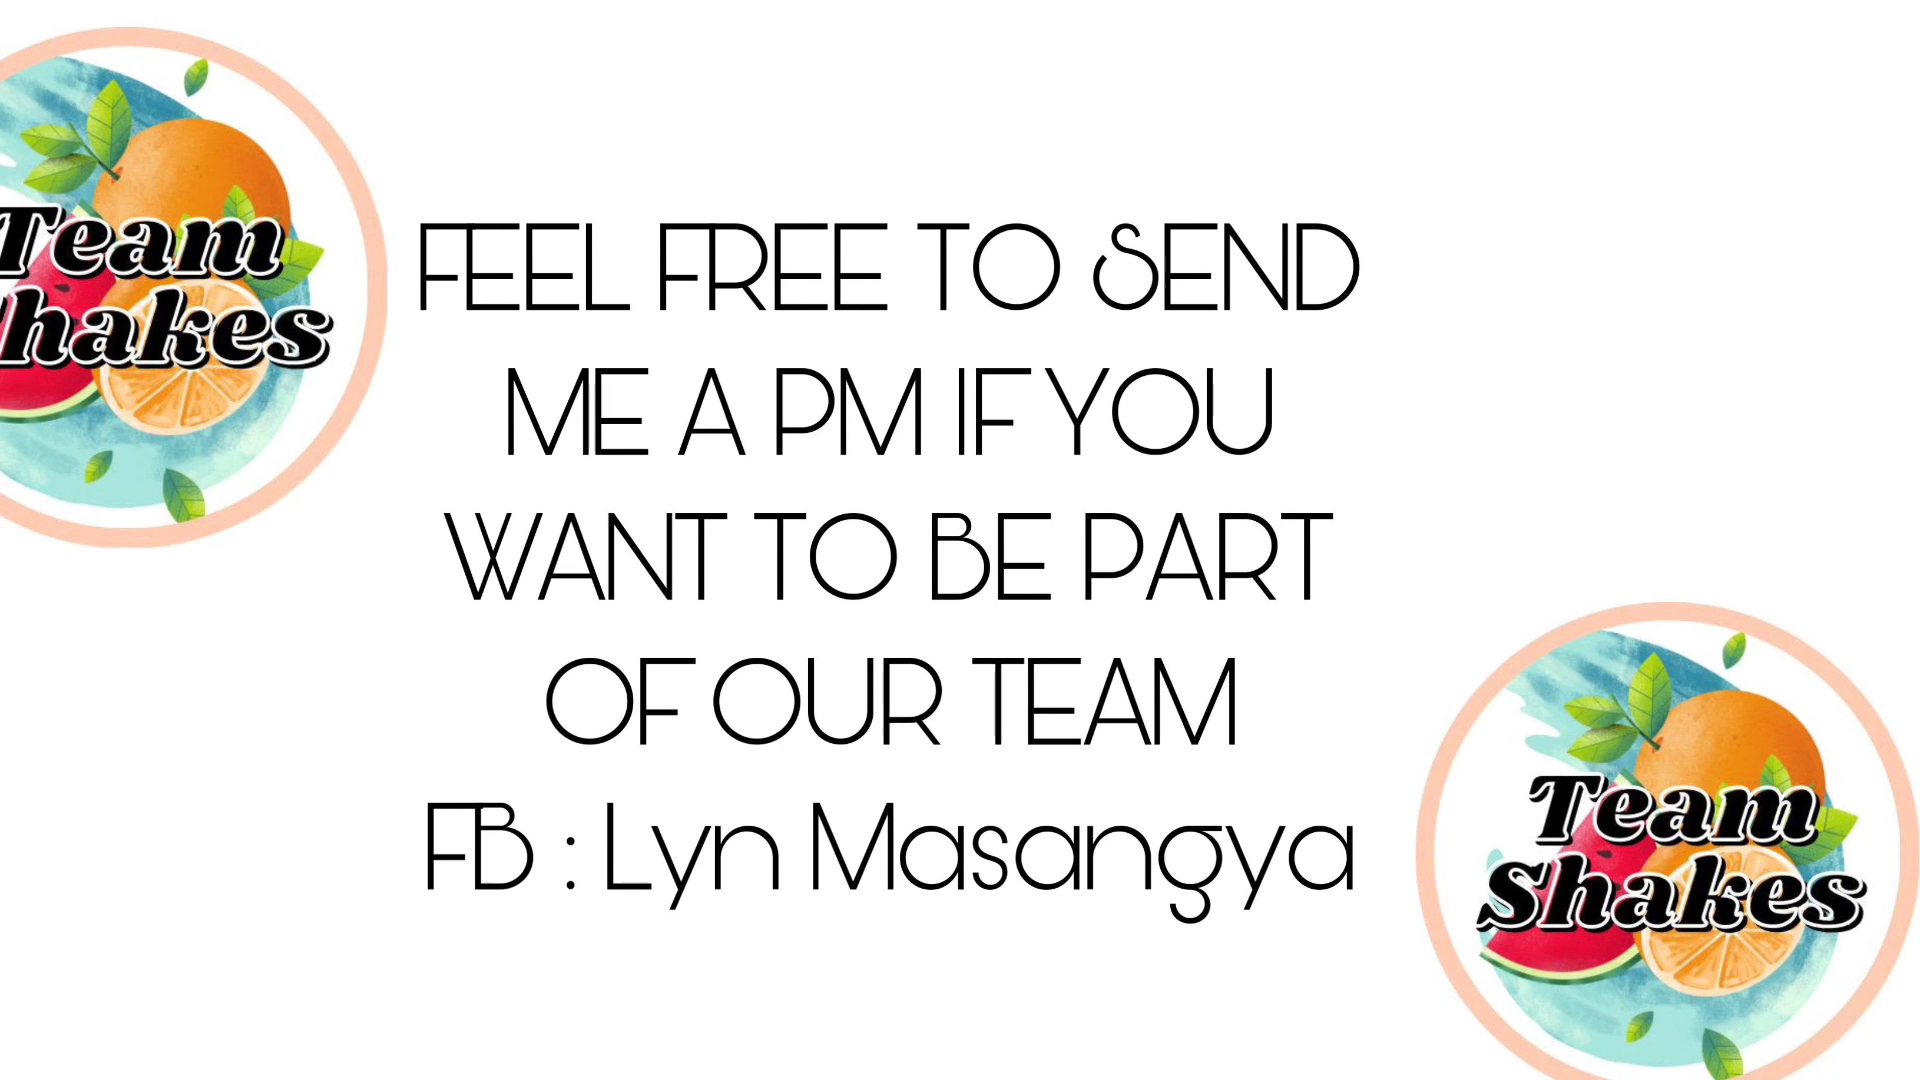 Team
Shakes
FEEL FREE TO SEND
ME A PM IF YOU
WANT TO BE PART
OF OUR TEAM
FB : Lyn Masangya
Team
Shakes